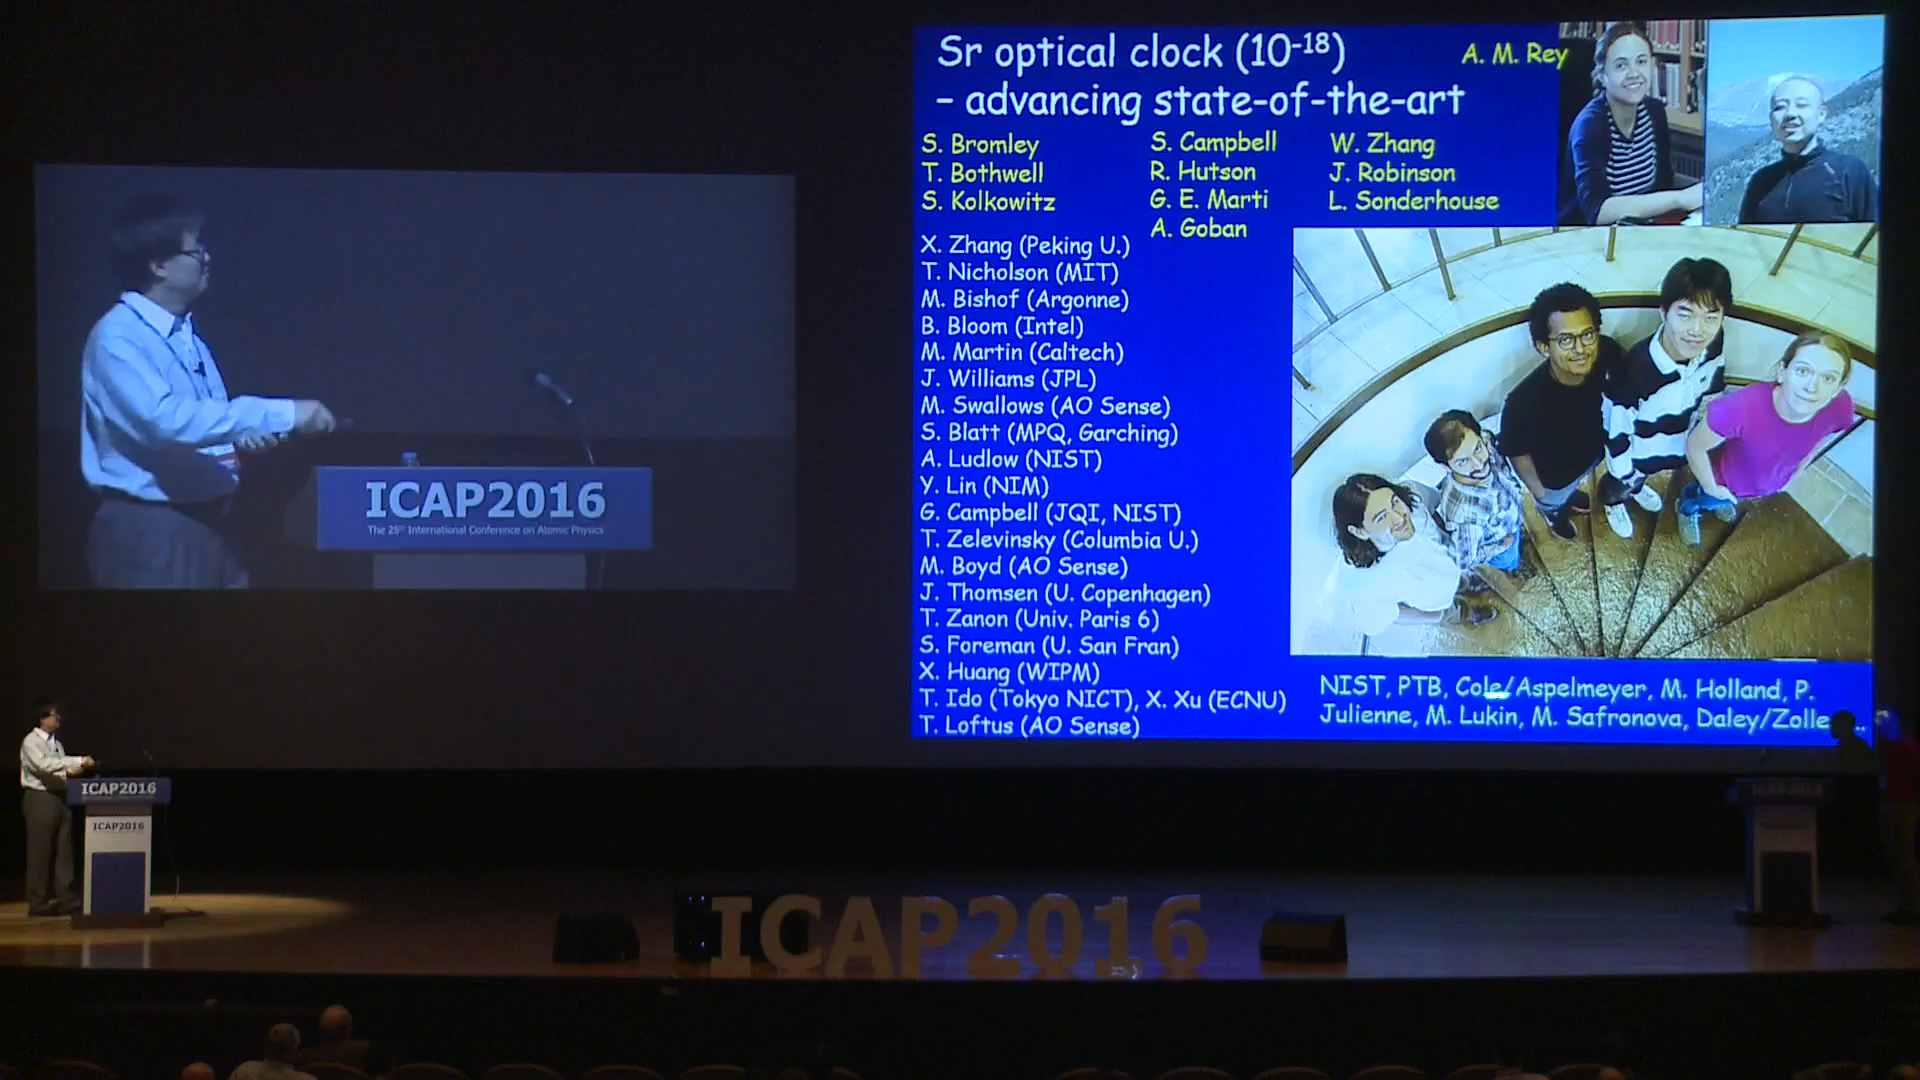 Sr optical clock (10-18)
– advancing state-of-the-art
A. M. Rey
S. Bromley
T. Bothwell
S. Kolkowitz
S. Campbell
R. Hutson
G. E. Marti
A. Goban
W. Zhang
J. Robinson
L. Sonderhouse
X. Zhang (Peking U.)
T. Nicholson (MIT)
M. Bishof (Argonne)
B. Bloom (Intel)
M. Martin (Caltech)
J. Williams (JPL)
M. Swallows (AO Sense)
S. Blatt (MPQ, Garching)
A. Ludlow (NIST)
Y. Lin (NIM)
G. Campbell (JQI, NIST)
T. Zelevinsky (Columbia U.)
M. Boyd (AO Sense)
J. Thomsen (U. Copenhagen)
T. Zanon (Univ. Paris 6)
S. Foreman (U. San Fran)
X. Huang (WIPM)
T. Ido (Tokyo NICT), X. Xu (ECNU)
T. Loftus (AO Sense)
NIST, PTB, Cole/Aspelmeyer, M. Holland, P.
Julienne, M. Lukin, M. Safronova,
ICAP2016
The 25th International Conference on Atomic Physics
ICAP2016
ICAP2016
ICAP2016
ICAP2016